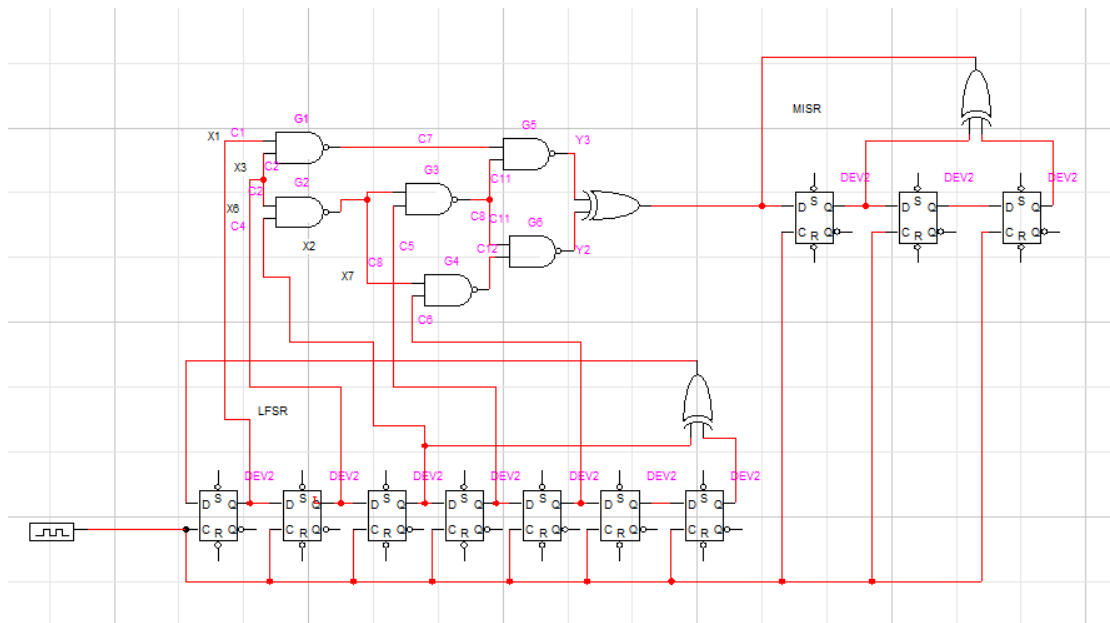 MISR
G1
X1
C1
C7
G5
Y3
X3
C2
G3
C11
DEV2
DEV2
DEV2
C2
G2
X6
C4
C8
C11
G6
S
S
S
D
Q
D
Q
D
Q
X2
C5
C12
Y2
C
R
Q
C
R
Q
C
R
Q
X7
C8
G4
C6
LFSR
DEV2
DEV2
DEV2
DEV2
DEV2
DEV2
DEV2
S
S
S
S
S
S
S
D
Q
D
Q
D
Q
D
Q
D
Q
D
Q
D
Q
C
R
Q
C
R
Q
C
R
Q
C
R
Q
C
R
Q
C
R
Q
C
R
Q